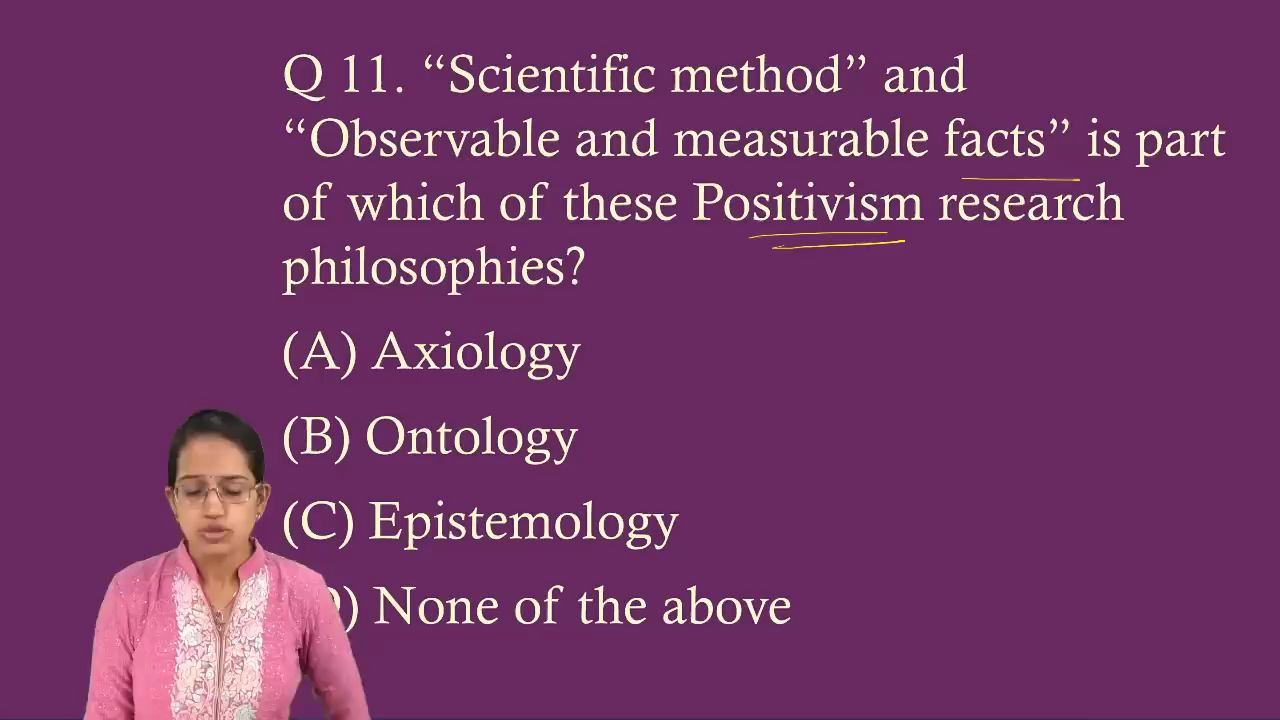 Q 11. “Scientific method” and
“Observable and measurable facts” is part
of which of these Positivism research
philosophies?
(A) Axiology
(B) Ontology
(C) Epistemology
) None of the above